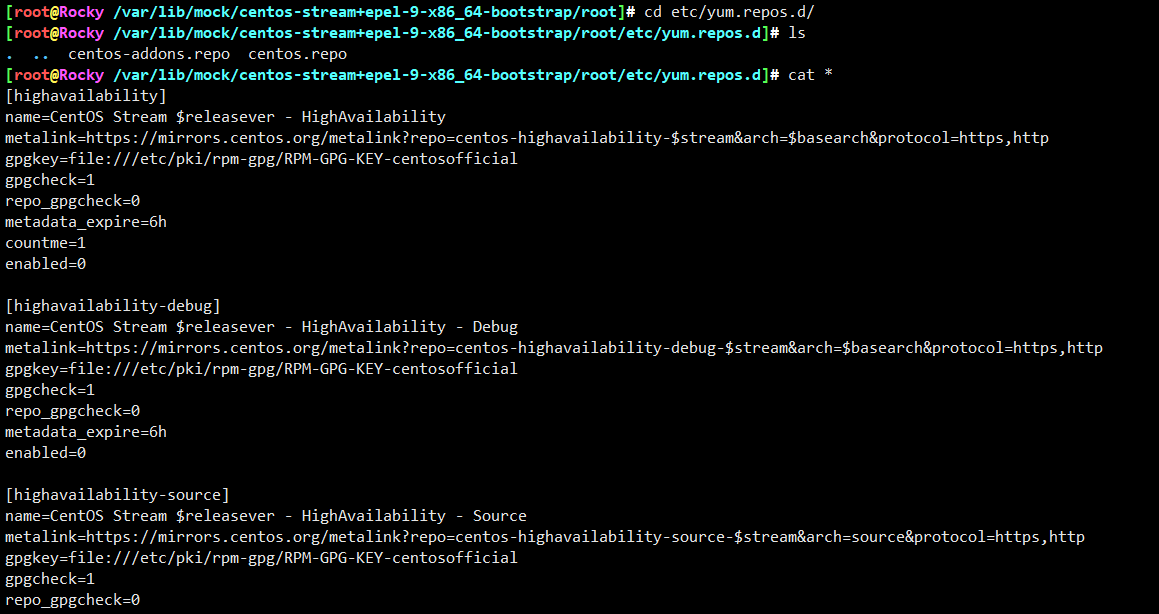 [root@Rocky /var/lib/mock/centos-stream+epel-9-x86_64-bootstrap/root]# cd etc/yum.repos.d/
[root@Rocky /var/lib/mock/centos-stream+epel-9-x86_64-bootstrap/root/etc/yum.repos.d]# ls
.  ..  centos-addons.repo  centos.repo
[root@Rocky /var/lib/mock/centos-stream+epel-9-x86_64-bootstrap/root/etc/yum.repos.d]# cat *
[highavailability]
name=CentOS Stream $releasever - HighAvailability
metalink=https://mirrors.centos.org/metalink?repo=centos-highavailability-$stream&arch=$basearch&protocol=https,http
gpgkey=file:///etc/pki/rpm-gpg/RPM-GPG-KEY-centosofficial
gpgcheck=1
repo_gpgcheck=0
metadata_expire=6h
countme=1
enabled=0

[highavailability-debug]
name=CentOS Stream $releasever - HighAvailability - Debug
metalink=https://mirrors.centos.org/metalink?repo=centos-highavailability-debug-$stream&arch=$basearch&protocol=https,http
gpgkey=file:///etc/pki/rpm-gpg/RPM-GPG-KEY-centosofficial
gpgcheck=1
repo_gpgcheck=0
metadata_expire=6h
enabled=0

[highavailability-source]
name=CentOS Stream $releasever - HighAvailability - Source
metalink=https://mirrors.centos.org/metalink?repo=centos-highavailability-source-$stream&arch=source&protocol=https,http
gpgkey=file:///etc/pki/rpm-gpg/RPM-GPG-KEY-centosofficial
gpgcheck=1
repo_gpgcheck=0